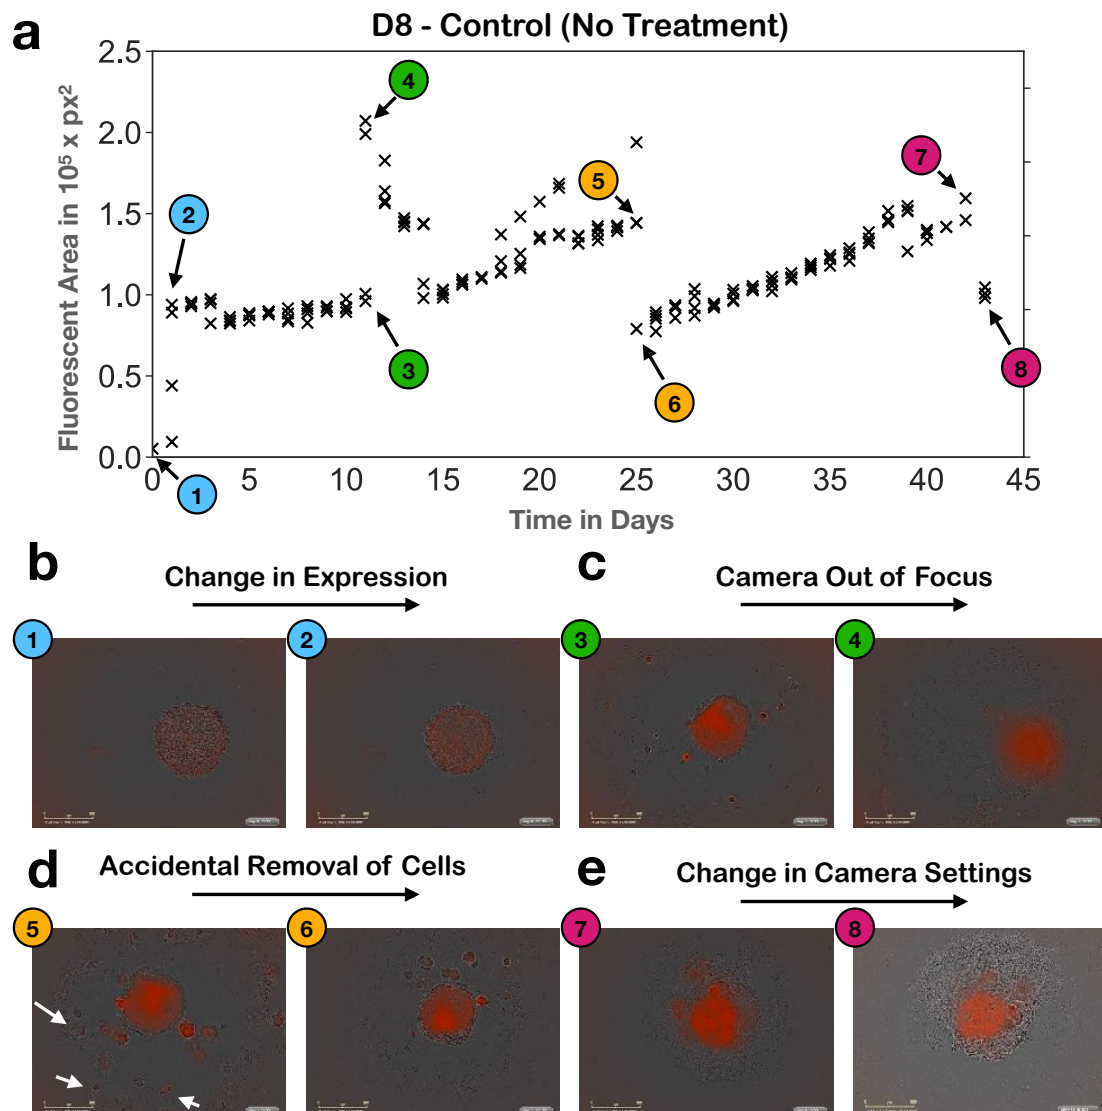 a
D8 - Control (No Treatment)
Fluorescent Area in 10⁵ x px²
2.5
2.0
1.5
1.0
0.5
0.0
4
7
5
2
3
8
6
1
0 5 10 15 20 25 30 35 40 45
Time in Days
b
Change in Expression
c
Camera Out of Focus
1
2
3
4
d
Accidental Removal of Cells
e
Change in Camera Settings
5
6
7
8